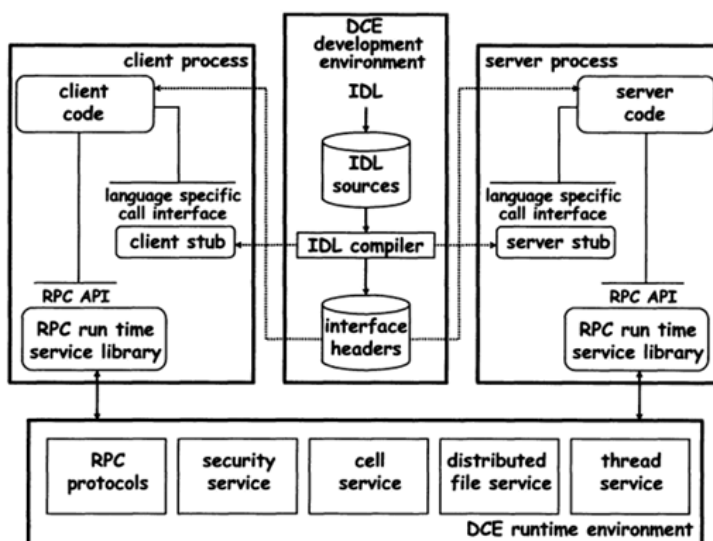 client process
client
code
language specific
call interface
client stub
RPC API
RPC run time
service library
DCE
development
environment
IDL
IDL
sources
IDL compiler
interface
headers
server process
server
code
language specific
call interface
server stub
RPC API
RPC run time
service library
RPC
protocols
security
service
cell
service
distributed
file service
thread
service
DCE runtime environment